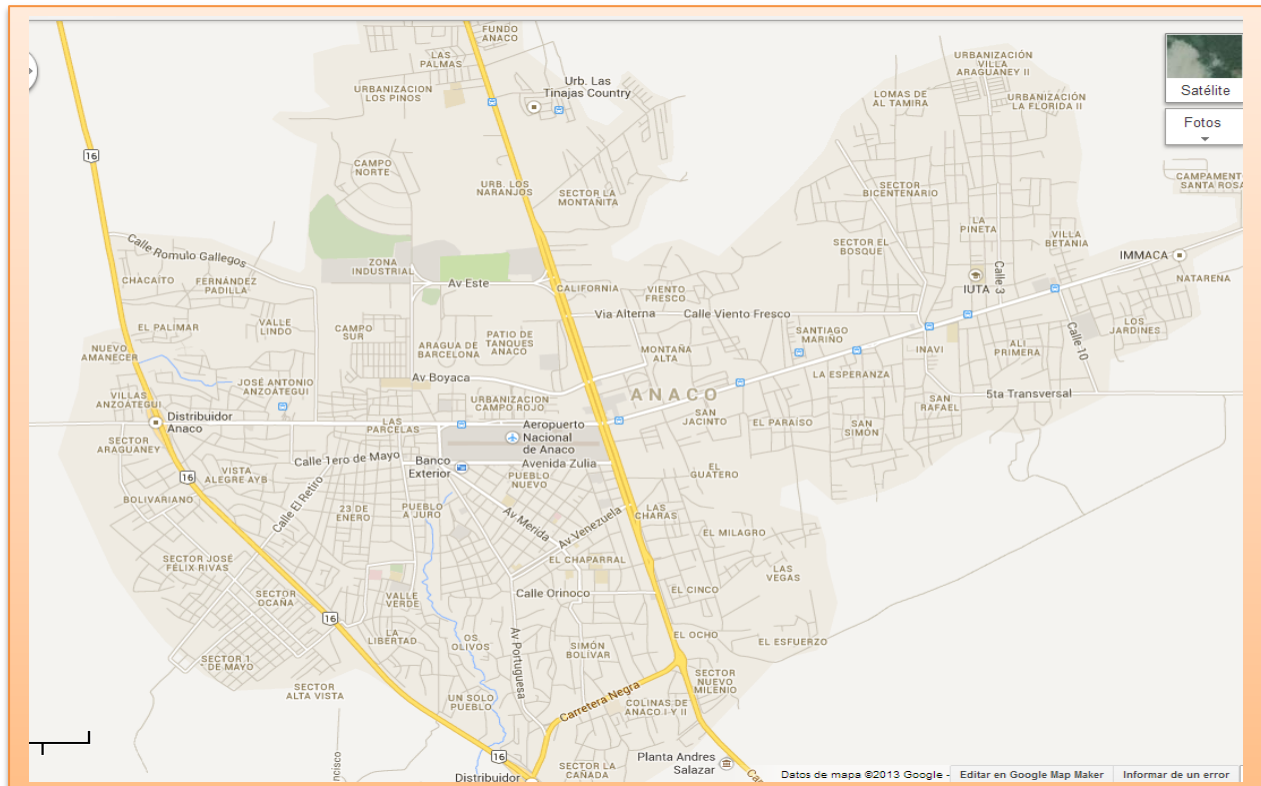 FUNDO
ANACO
LAS
PALMAS
URBANIZACION
LOS PINOS
Urb. Las
Tinajas Country
LOMAS DE
AL TAMIRA
URBANIZACIÓN
VILLA
ARAGUANEY II
URBANIZACIÓN
LA FLORIDA II
Satélite
Fotos
16
CAMPO
NORTE
URB. LOS
NARANJOS
SECTOR LA
MONTAÑITA
SECTOR
BICENTENARIO
CAMPAMENT
SANTA ROSA
LA
PINETA
VILLA
BETANIA
SECTOR EL
BOSQUE
Calle Romulo Gallegos
ZONA
INDUSTRIAL
IMMACA
NATARENA
CHACAÍTO
FERNÁNDEZ
PADILLA
Av Este
CALIFORNIA
VIENTO
FRESCO
IUTA
Calle 3
Via Alterna
Calle Viento Fresco
EL PALIMAR
VALLE
LINDO
CAMPO
SUR
ARAGUA DE
BARCELONA
PATIO DE
TANQUES
ANACO
SANTIAGO
MARIÑO
LOS
JARDINES
NUEVO
AMANECER
MONTAÑA
ALTA
INAVI
ALI
PRIMERA
Calle 10
JOSÉ ANTONIO
ANZOÁTEGUI
Av Boyaca
LA ESPERANZA
VILLAS
ANZOÁTEGUI
URBANIZACION
CAMPO ROJO
ANACO
SAN
RAFAEL
5ta Transversal
Distribuidor
Anaco
LAS
PARCELAS
Aeropuerto
Nacional
de Anaco
SAN
JACINTO
EL PARAÍSO
SAN
SIMÓN
SECTOR
ARAGUANEY
Calle 1ero de Mayo
Banco
Exterior
Avenida Zulia
16
VISTA
ALEGRE AYB
PUEBLO
NUEVO
EL
GUATERO
BOLIVARIANO
Calle El Retiro
23 DE
ENERO
PUEBLO
A JURO
Av Merida
Av Venezuela
LAS
CHARAS
EL MILAGRO
SECTOR JOSÉ
FÉLIX RIVAS
EL CHAPARRAL
LAS
VEGAS
SECTOR
OCAÑA
VALLE
VERDE
Calle Orinoco
EL CINCO
16
LA
LIBERTAD
OS
OLIVOS
Av Portuguesa
SIMÓN
BOLÍVAR
EL OCHO
EL ESFUERZO
SECTOR 1
DE MAYO
SECTOR
ALTA VISTA
UN SOLO
PUEBLO
Carretera Negra
SECTOR
NUEVO
MILENIO
COLINAS DE
ANACO I Y II
16
Distribuidor
SECTOR LA
CAÑADA
Planta Andres
Salazar
Datos de mapa ©2013 Google -
Editar en Google Map Maker
Informar de un error